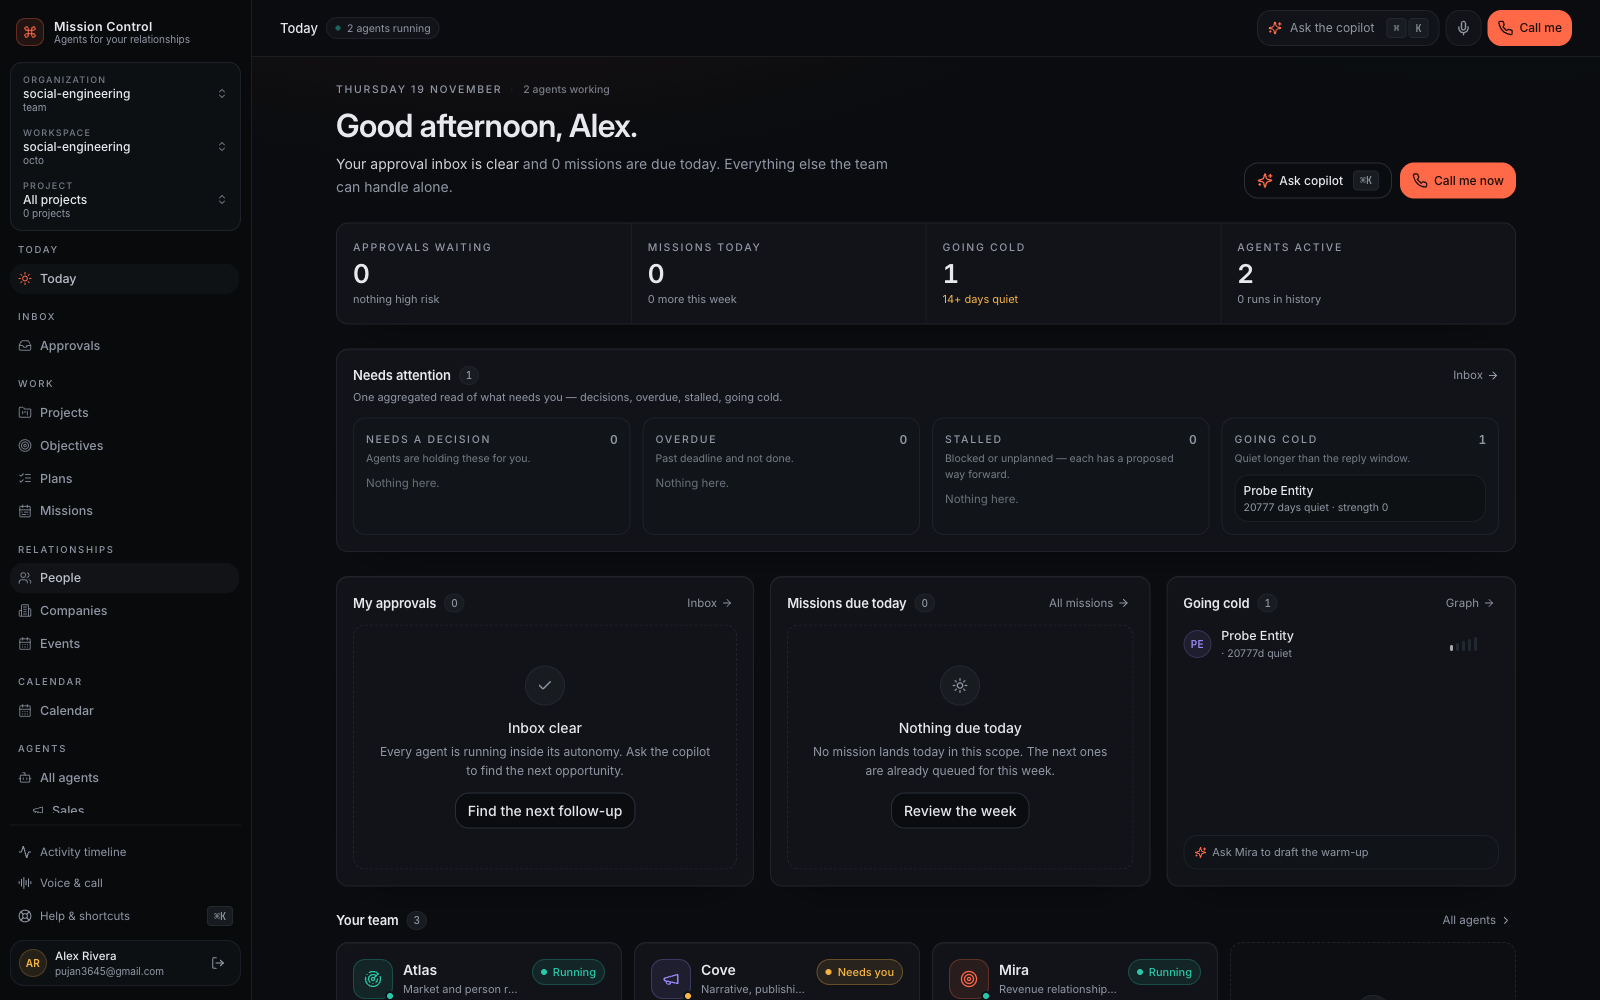 Mission Control
Agents for your relationships
ORGANIZATION
social-engineering
team
WORKSPACE
social-engineering
octo
PROJECT
All projects
0 projects
TODAY
Today
INBOX
Approvals
WORK
Projects
Objectives
Plans
Missions
RELATIONSHIPS
People
Companies
Events
CALENDAR
Calendar
AGENTS
All agents
Sales
Activity timeline
Voice & call
Help & shortcuts ⌘K
AR
Alex Rivera
pujan3645@gmail.com
Today
2 agents running
Ask the copilot ⌘ K
Call me
THURSDAY 19 NOVEMBER · 2 agents working
Good afternoon, Alex.
Your approval inbox is clear and 0 missions are due today. Everything else the team
can handle alone.
Ask copilot ⌘K
Call me now
APPROVALS WAITING
0
nothing high risk
MISSIONS TODAY
0
0 more this week
GOING COLD
1
14+ days quiet
AGENTS ACTIVE
2
0 runs in history
Needs attention 1
Inbox →
One aggregated read of what needs you — decisions, overdue, stalled, going cold.
NEEDS A DECISION 0
Agents are holding these for you.
Nothing here.
OVERDUE 0
Past deadline and not done.
Nothing here.
STALLED 0
Blocked or unplanned — each has a proposed
way forward.
Nothing here.
GOING COLD 1
Quiet longer than the reply window.
Probe Entity
20777 days quiet · strength 0
My approvals 0
Inbox →
Inbox clear
Every agent is running inside its autonomy. Ask the copilot
to find the next opportunity.
Find the next follow-up
Missions due today 0
All missions →
Nothing due today
No mission lands today in this scope. The next ones
are already queued for this week.
Review the week
Going cold 1
Graph →
PE
Probe Entity
· 20777d quiet
Ask Mira to draft the warm-up
Your team 3
All agents
Atlas
Market and person r...
Running
Cove
Narrative, publishi...
Needs you
Mira
Revenue relationship...
Running